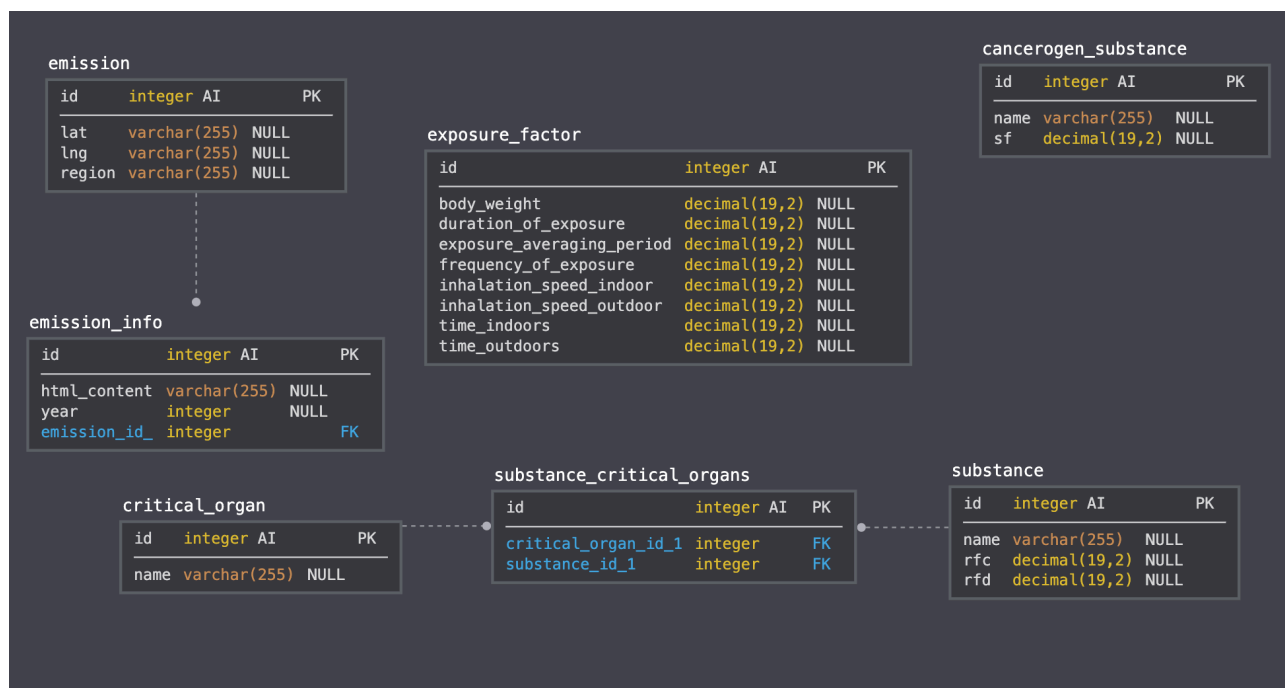 emission
id integer AI PK
lat varchar(255) NULL
lng varchar(255) NULL
region varchar(255) NULL
cancerogen_substance
id integer AI PK
name varchar(255) NULL
sf decimal(19,2) NULL
exposure_factor
id integer AI PK
body_weight decimal(19,2) NULL
duration_of_exposure decimal(19,2) NULL
exposure_averaging_period decimal(19,2) NULL
frequency_of_exposure decimal(19,2) NULL
inhalation_speed_indoor decimal(19,2) NULL
inhalation_speed_outdoor decimal(19,2) NULL
time_indoors decimal(19,2) NULL
time_outdoors decimal(19,2) NULL
emission_info
id integer AI PK
html_content varchar(255) NULL
year integer NULL
emission_id_ integer FK
critical_organ
id integer AI PK
name varchar(255) NULL
substance_critical_organs
id integer AI PK
critical_organ_id_1 integer FK
substance_id_1 integer FK
substance
id integer AI PK
name varchar(255) NULL
rfc decimal(19,2) NULL
rfd decimal(19,2) NULL